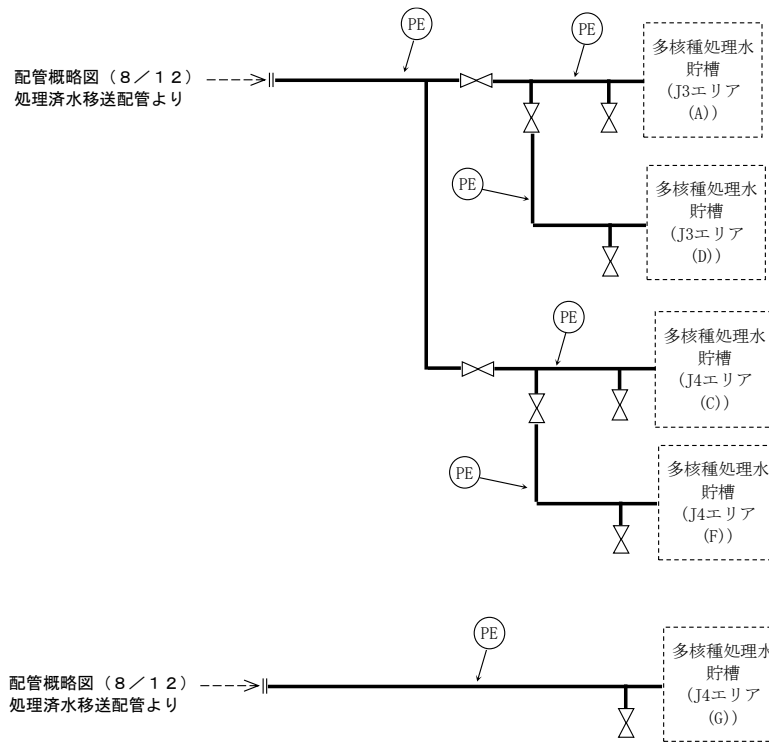 PE
PE
多核種処理水
貯槽
(J3エリア
(A))
配管概略図（８／１２）
処理済水移送配管より
PE
多核種処理水
貯槽
(J3エリア
(D))
PE
多核種処理水
貯槽
(J4エリア
(C))
PE
多核種処理水
貯槽
(J4エリア
(F))
PE
多核種処理水
貯槽
(J4エリア
(G))
配管概略図（８／１２）
処理済水移送配管より